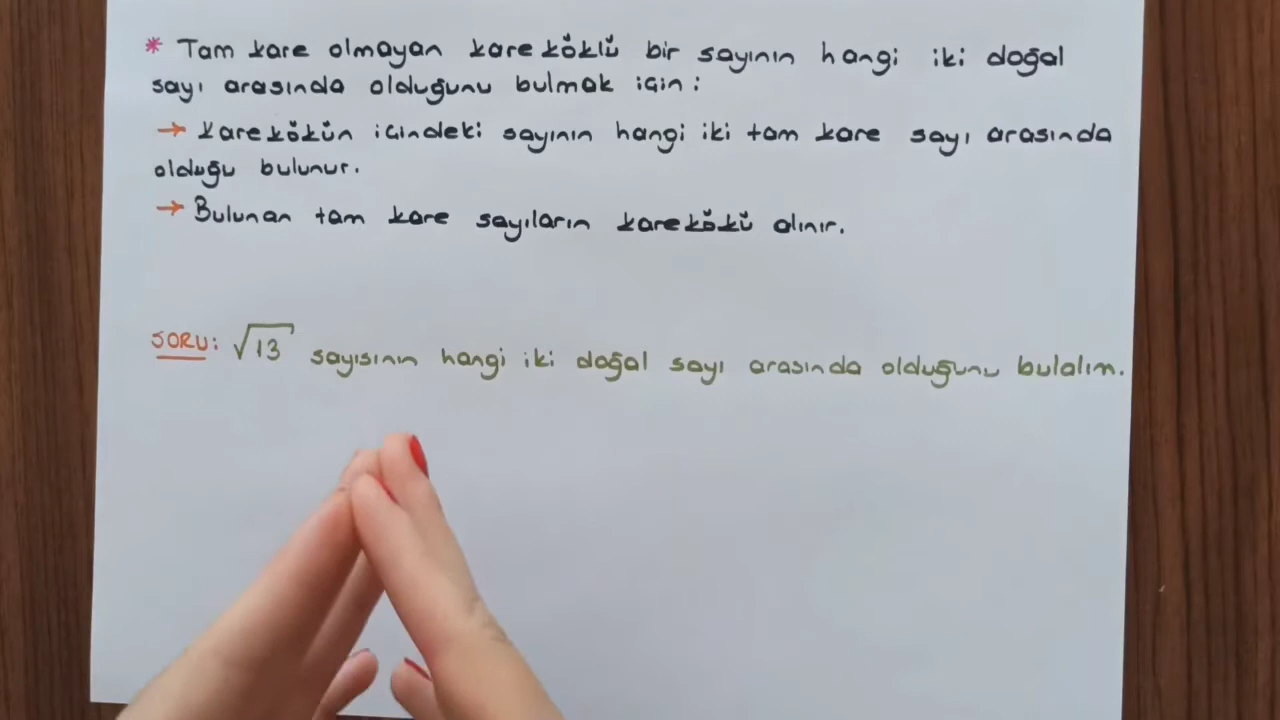 * Tam kare olmayan kareköklü bir sayının hangi iki doğal
sayı arasında olduğunu bulmak için:
→ Karekökün içindeki sayının hangi iki tam kare sayı arasında
olduğu bulunur.
→ Bulunan tam kare sayıların karekökü alınır.
SORU: √13 sayısının hangi iki doğal sayı arasında olduğunu bulalım.